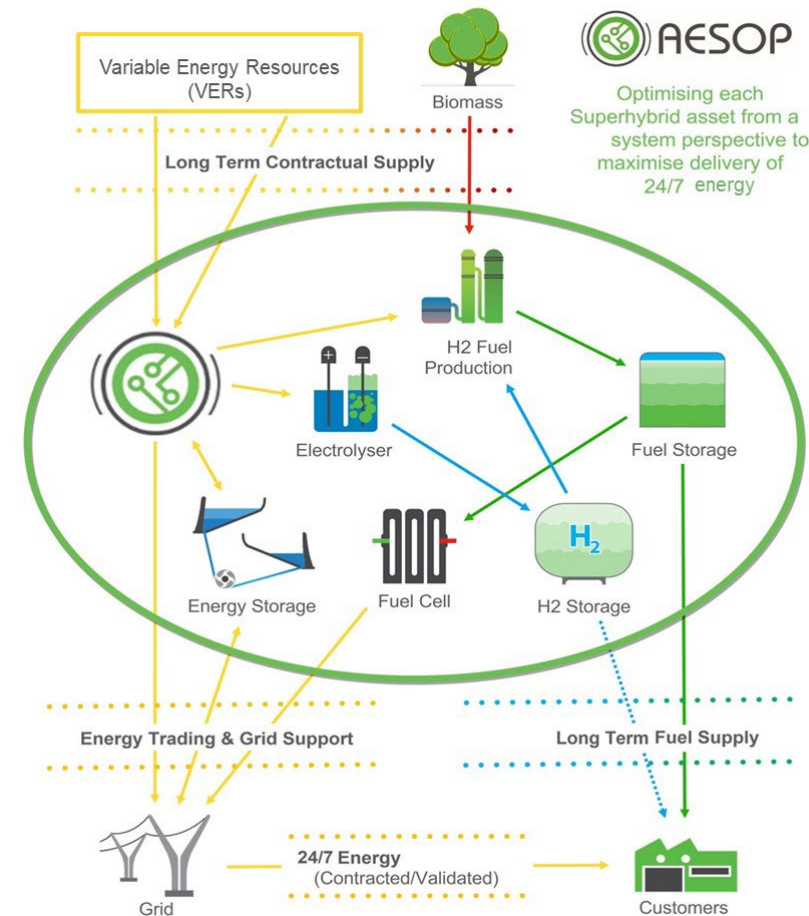 Variable Energy Resources
(VERs)
Biomass
AESOP
Optimising each
Superhybrid asset from a
system perspective to
maximise delivery of
24/7 energy
Long Term Contractual Supply
H2 Fuel
Production
+
−
Electrolyser
Fuel Storage
H2
Energy Storage
Fuel Cell
H2 Storage
Energy Trading & Grid Support
Long Term Fuel Supply
24/7 Energy
(Contracted/Validated)
Grid
Customers